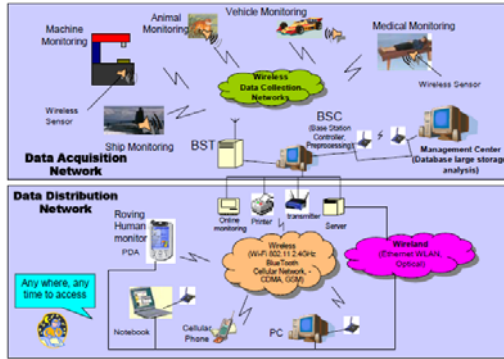 Machine
Monitoring
Animal
Monitoring
Vehicle Monitoring
Medical Monitoring
Wireless
Sensor
Wireless
Data Collection
Networks
Wireless Sensor
Ship Monitoring
BST
BSC
(Base Station
Controller,
Preprocessing)
Management Center
(Database large storage
analysis)
Data Acquisition
Network
Data Distribution
Network
Roving
Human
monitor
PDA
Online
monitoring
Printer
transmitter
Server
Wireless
(Wi-Fi 802.11 2.4GHz
BlueTooth
Cellular Network, -
CDMA, GSM)
Wireland
(Ethernet WLAN,
Optical)
Any where, any
time to access
Notebook
Cellular
Phone
PC